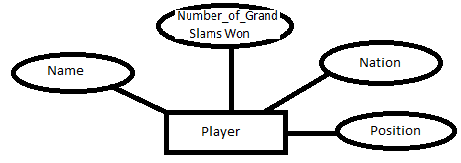 Number_of_Grand
Slams Won
Name
Nation
Player
Position